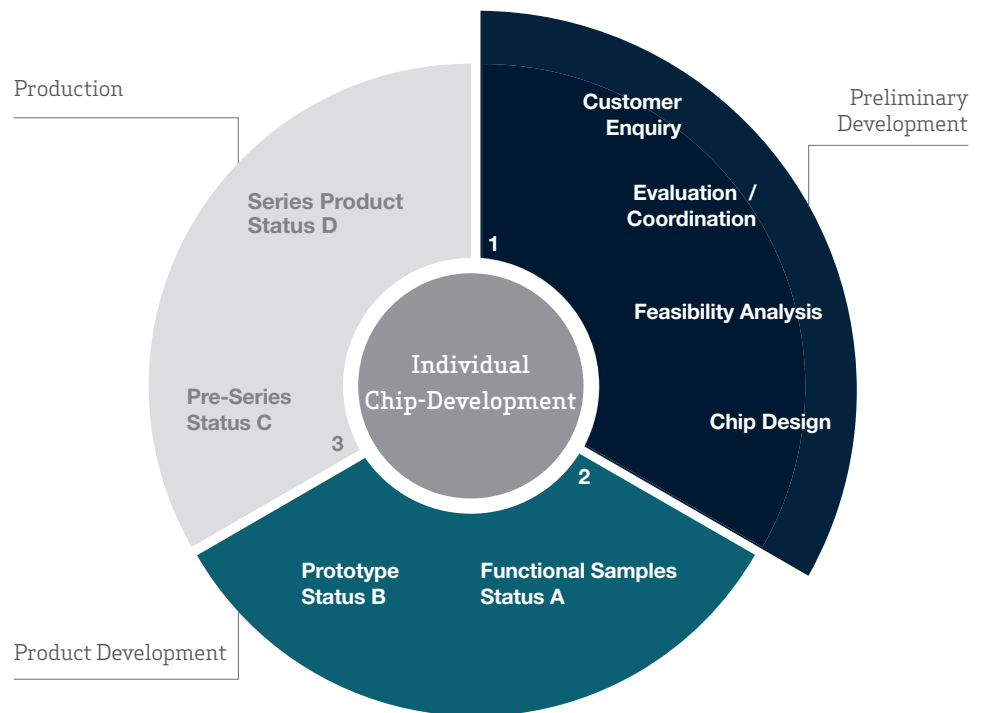 Production
Preliminary
Development
Customer
Enquiry
Evaluation /
Coordination
Feasibility Analysis
Chip Design
1
Series Product
Status D
Pre-Series
Status C
3
Individual
Chip-Development
2
Functional Samples
Status A
Prototype
Status B
Product Development